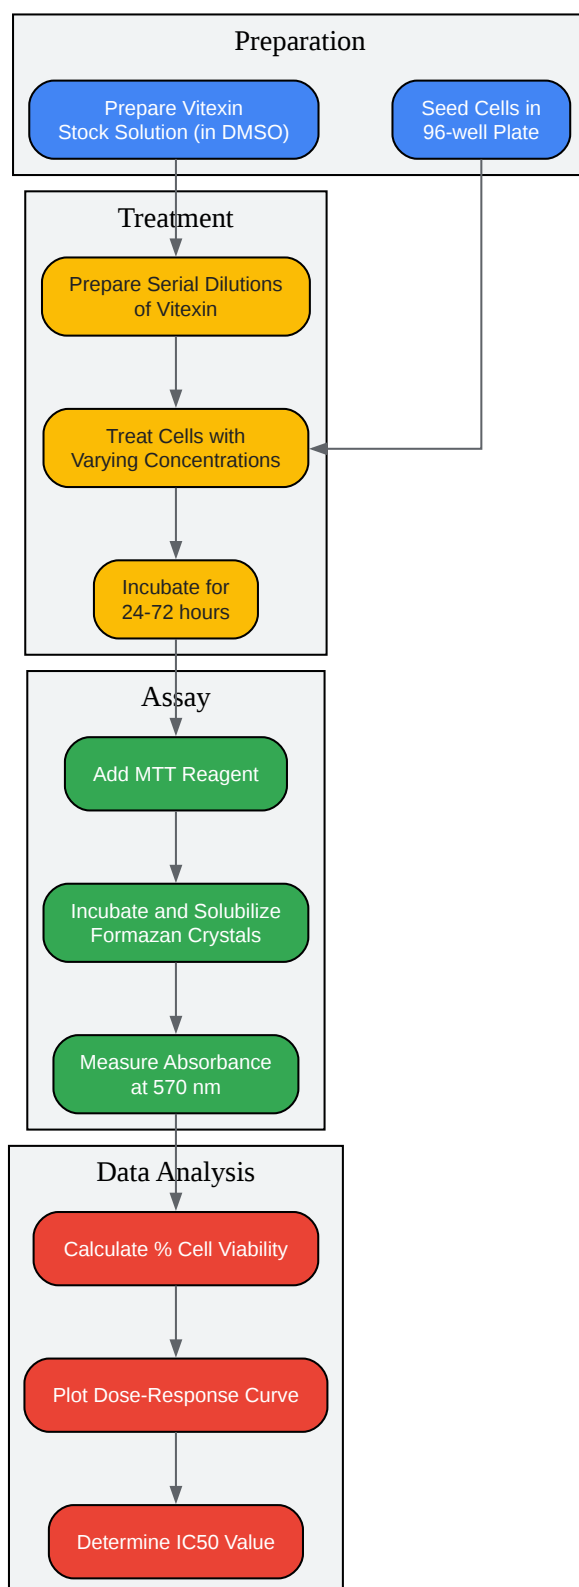 Preparation
Prepare Vitexin
Stock Solution (in DMSO)
Seed Cells in
96-well Plate
Treatment
Prepare Serial Dilutions
of Vitexin
Treat Cells with
Varying Concentrations
Incubate for
24-72 hours
Assay
Add MTT Reagent
Incubate and Solubilize
Formazan Crystals
Measure Absorbance
at 570 nm
Data Analysis
Calculate % Cell Viability
Plot Dose-Response Curve
Determine IC50 Value